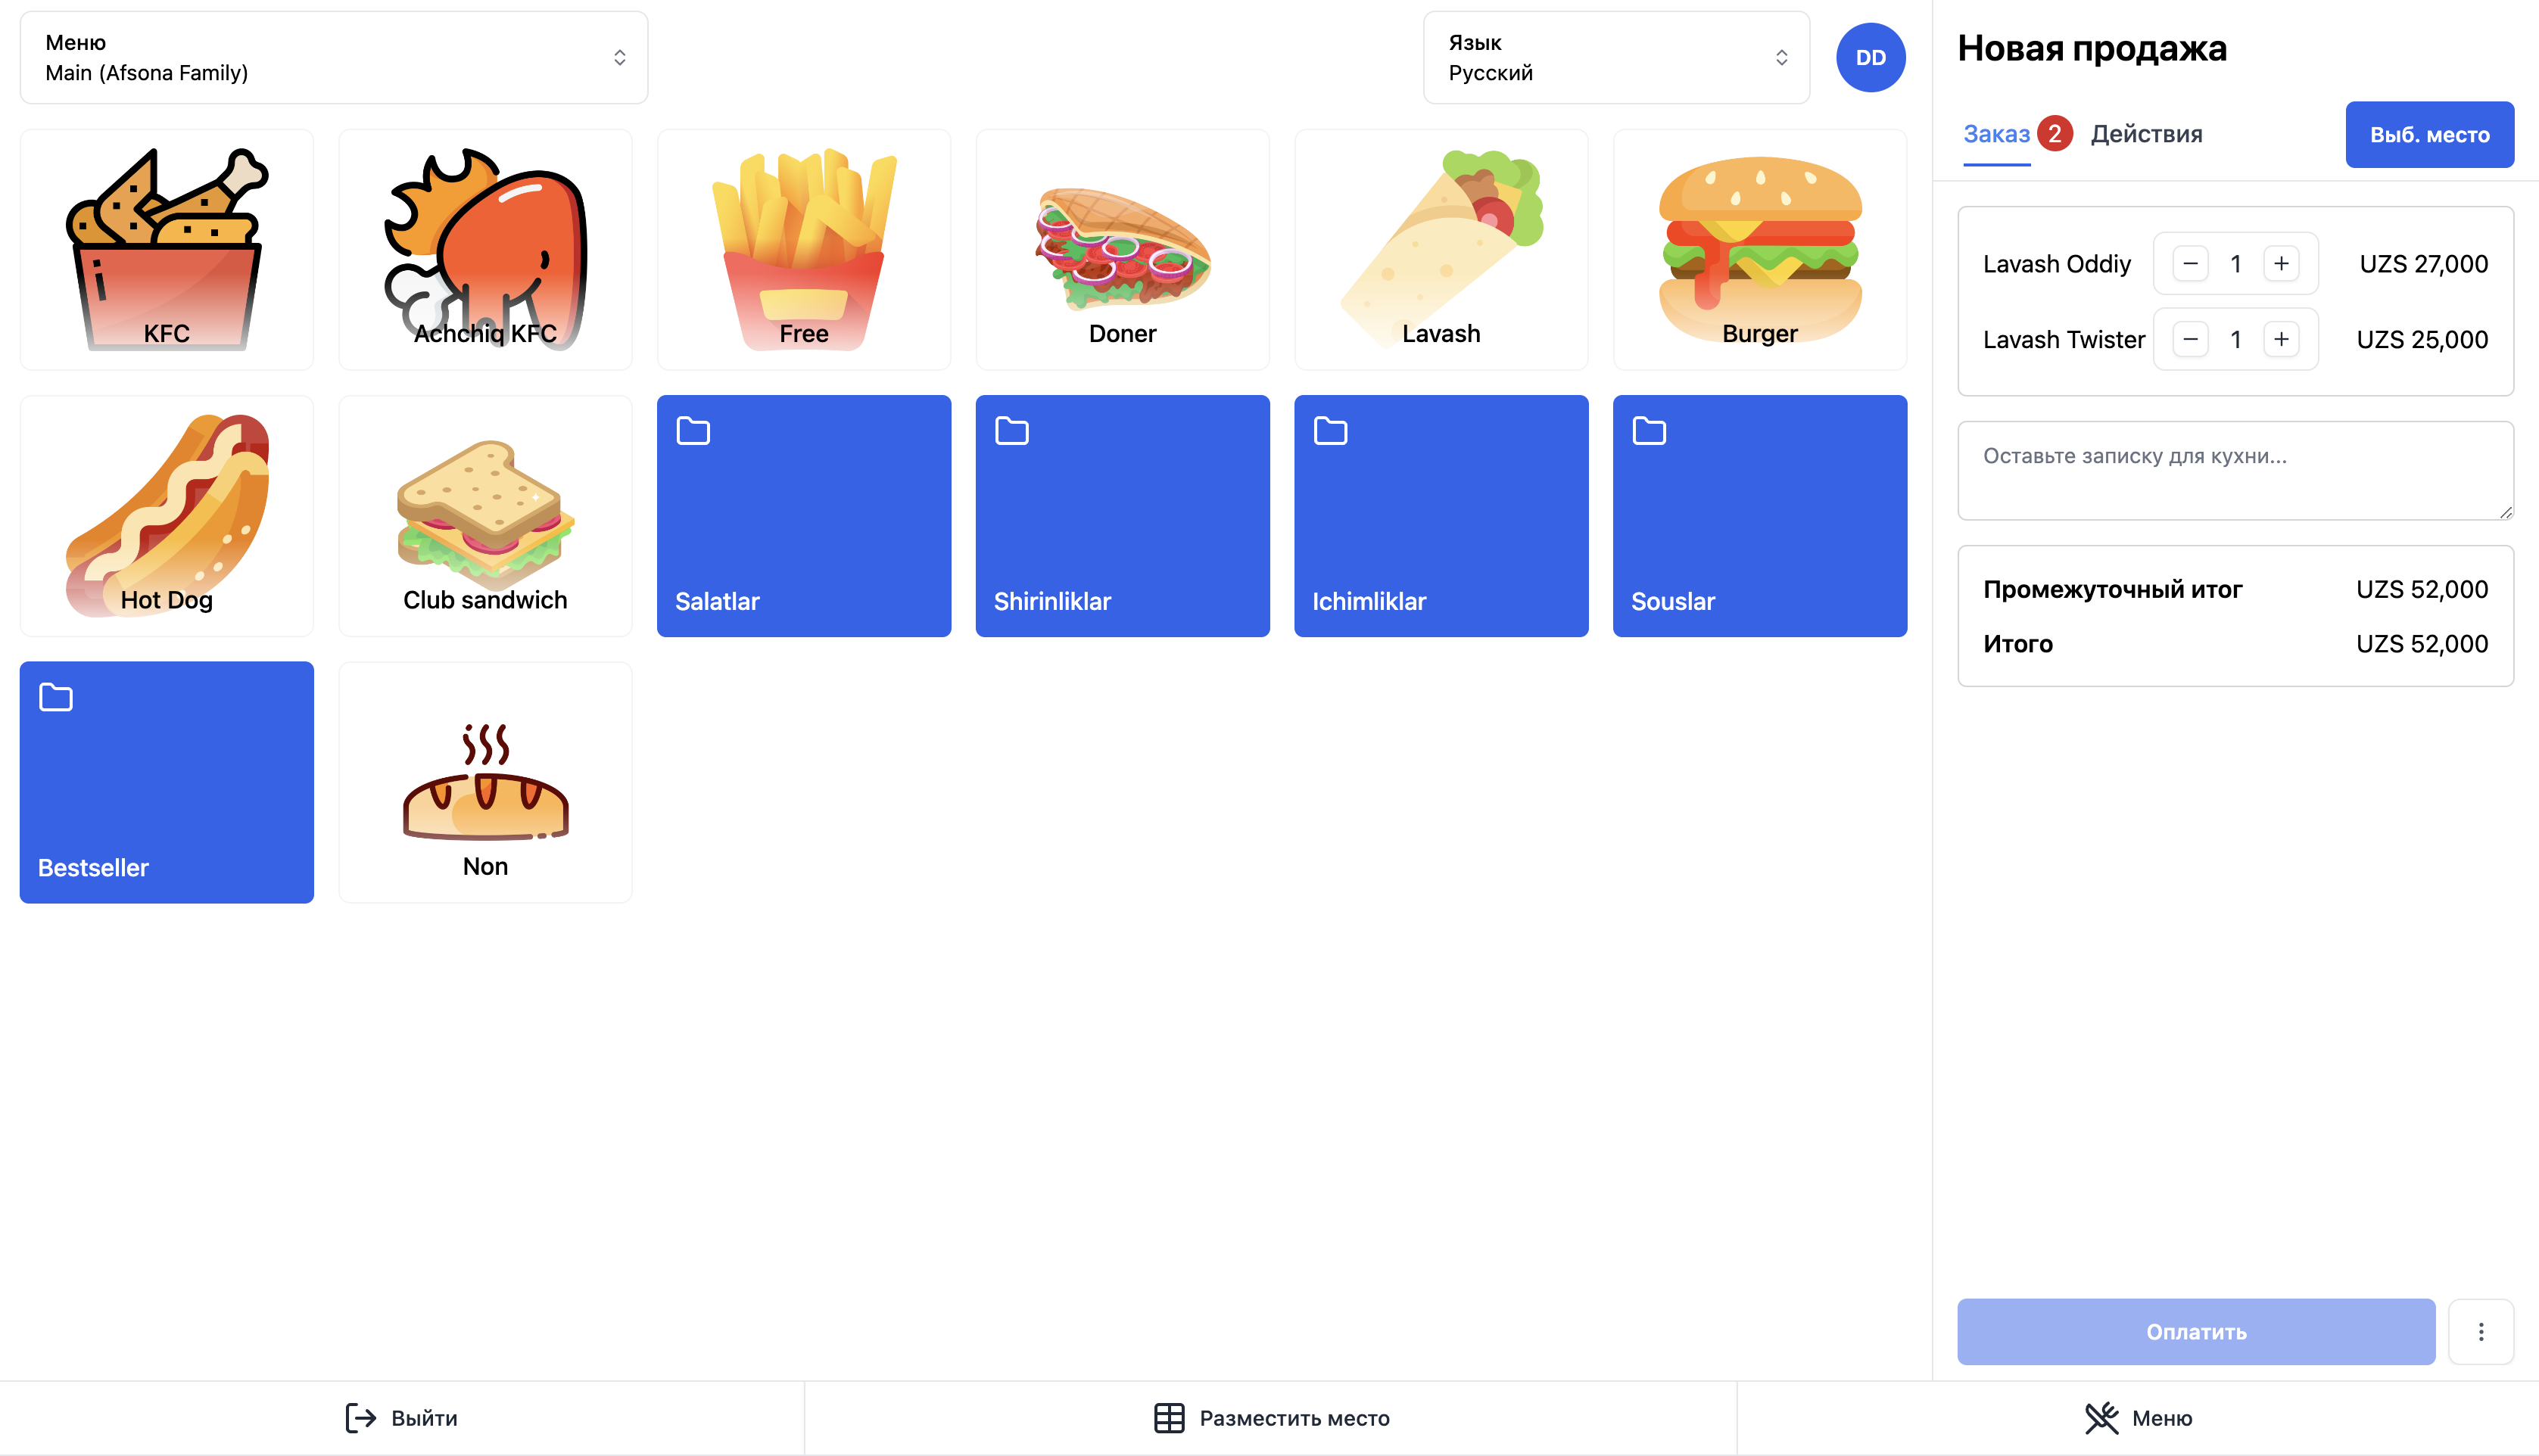 Меню
Main (Afsona Family)
Язык
Русский
DD
KFC
Achchiq KFC
Free
Doner
Lavash
Burger
Hot Dog
Club sandwich
Salatlar
Shirinliklar
Ichimliklar
Souslar
Bestseller
Non
Новая продажа
Заказ 2 Действия
Выб. место
Lavash Oddiy 1 UZS 27,000
Lavash Twister 1 UZS 25,000
Оставьте записку для кухни...
Промежуточный итог UZS 52,000
Итого UZS 52,000
Оплатить
Выйти
Разместить место
Меню